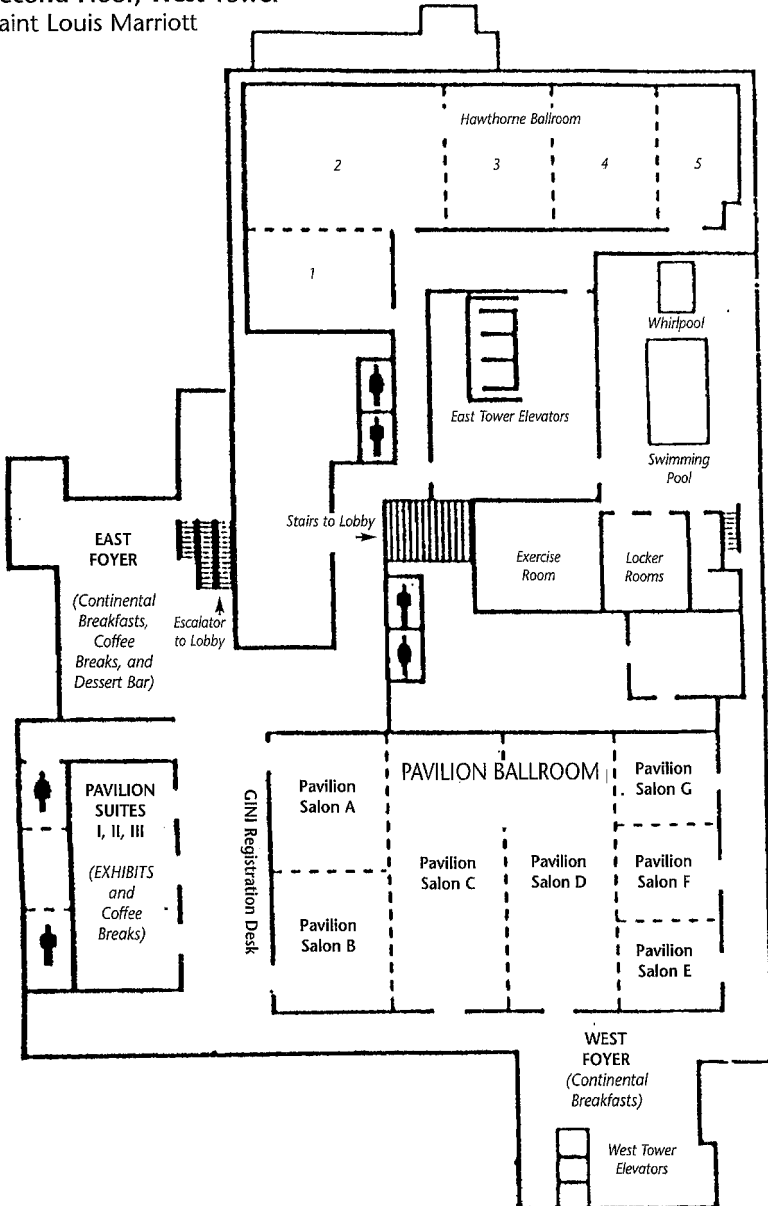 Saint Louis Marriott
Hawthorne Ballroom
2
3
4
5
1
Whirlpool
East Tower Elevators
Swimming
Pool
Stairs to Lobby
EAST
FOYER
Exercise
Room
Locker
Rooms
(Continental
Breakfasts,
Coffee
Breaks, and
Dessert Bar)
Escalator
to Lobby
PAVILION BALLROOM
PAVILION
SUITES
I, II, III
(EXHIBITS
and
Coffee
Breaks)
GINI Registration Desk
Pavilion
Salon A
Pavilion
Salon B
Pavilion
Salon C
Pavilion
Salon D
Pavilion
Salon G
Pavilion
Salon F
Pavilion
Salon E
WEST
FOYER
(Continental
Breakfasts)
West Tower
Elevators